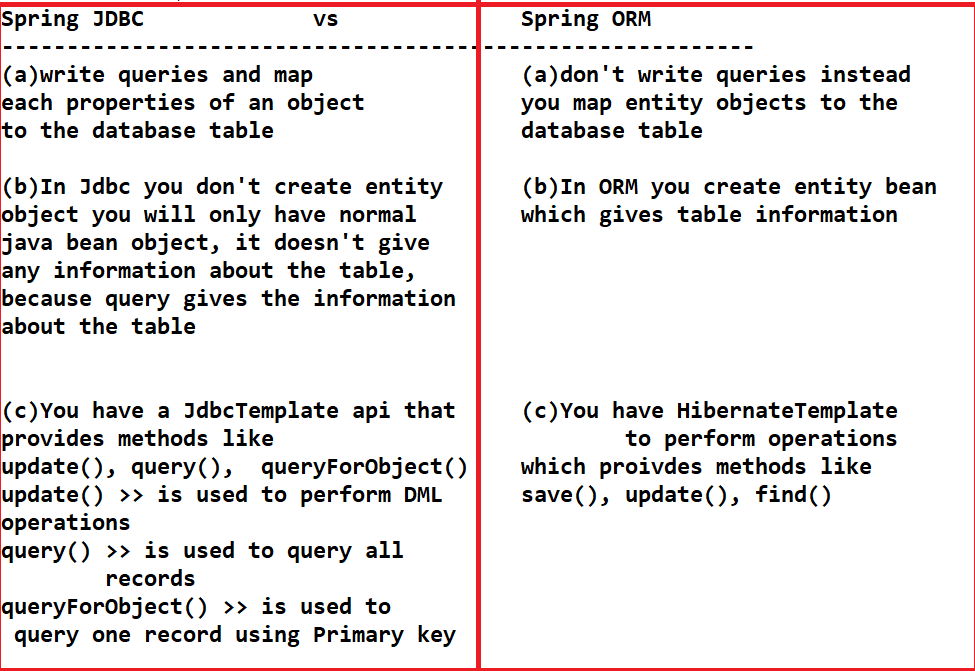 Spring JDBC vs Spring ORM
----------------------------------------------------------
(a)write queries and map
each properties of an object
to the database table
(b)In Jdbc you don't create entity
object you will only have normal
java bean object, it doesn't give
any information about the table,
because query gives the information
about the table
(c)You have a JdbcTemplate api that
provides methods like
update(), query(), queryForObject()
update() >> is used to perform DML
operations
query() >> is used to query all
records
queryForObject() >> is used to
query one record using Primary key
(a)don't write queries instead
you map entity objects to the
database table
(b)In ORM you create entity bean
which gives table information
(c)You have HibernateTemplate
to perform operations
which proivdes methods like
save(), update(), find()